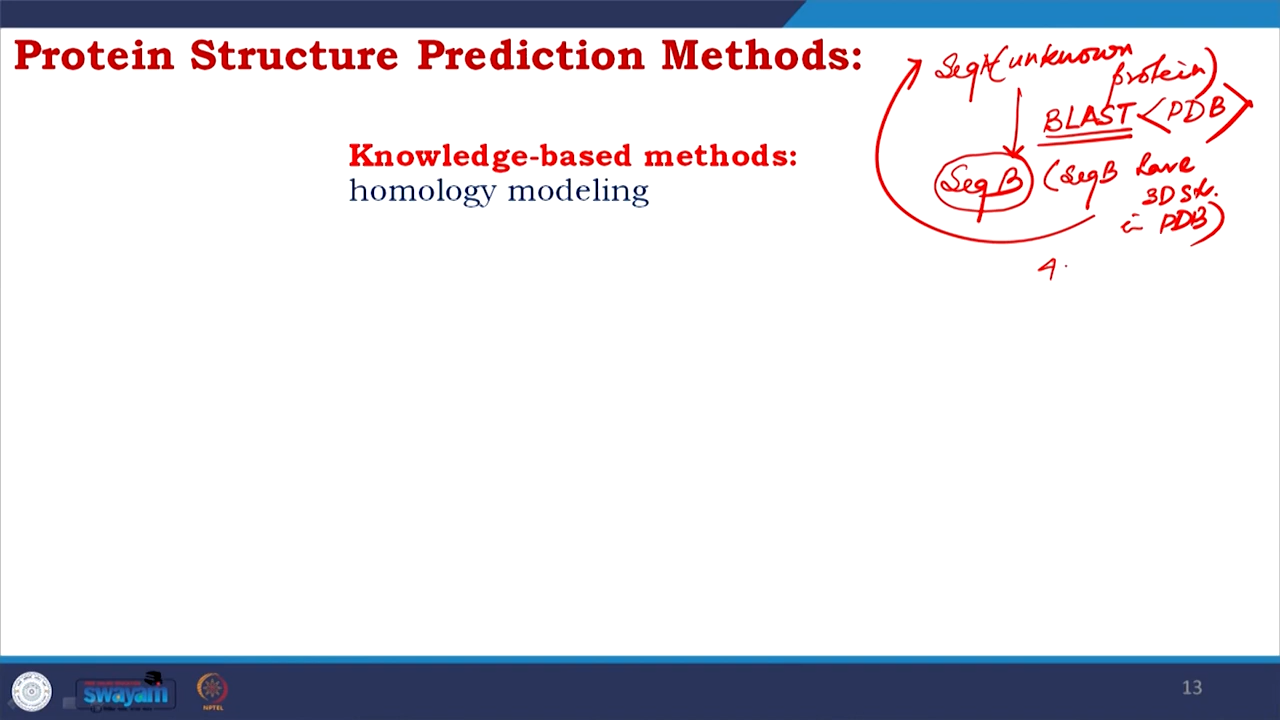 Protein Structure Prediction Methods:
Knowledge-based methods:
homology modeling
SeqA (unknown
protein)
BLAST <PDB>
SeqB (SeqB have
3D Str.
in PDB)
4.
swayam
NPTEL
13